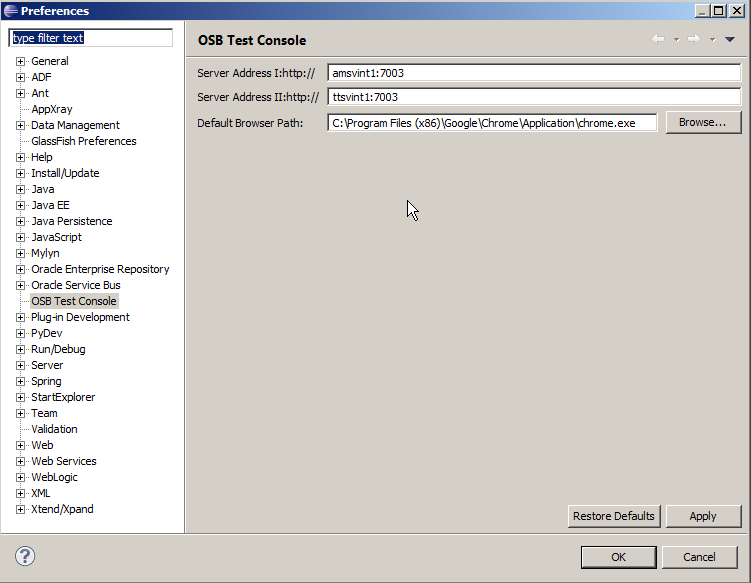 Preferences
type filter text
General
ADF
Ant
AppXray
Data Management
GlassFish Preferences
Help
Install/Update
Java
Java EE
Java Persistence
JavaScript
Mylyn
Oracle Enterprise Repository
Oracle Service Bus
OSB Test Console
Plug-in Development
PyDev
Run/Debug
Server
Spring
StartExplorer
Team
Validation
Web
Web Services
WebLogic
XML
Xtend/Xpand
OSB Test Console
Server Address I:http:// amsvint1:7003
Server Address II:http:// ttsvint1:7003
Default Browser Path: C:\Program Files (x86)\Google\Chrome\Application\chrome.exe Browse...
Restore Defaults Apply
? OK Cancel